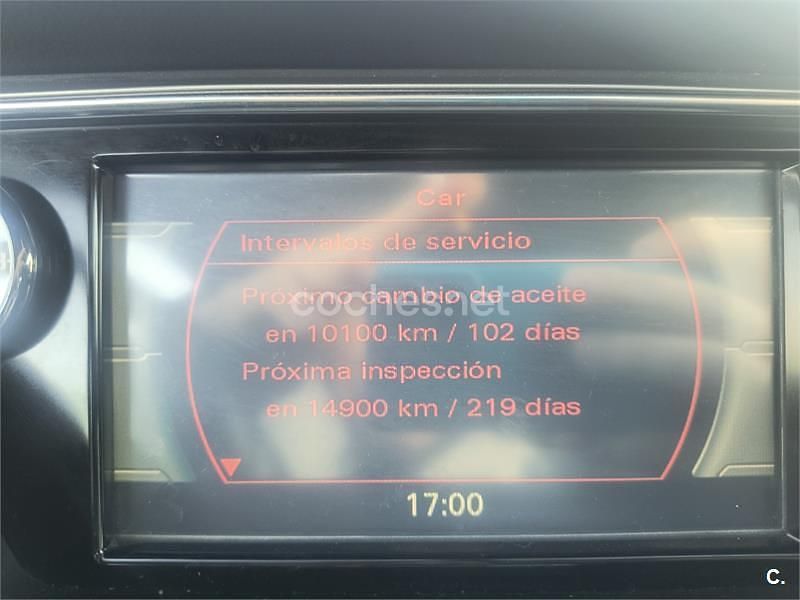 Car
Intervalos de servicio
Próximo cambio de aceite
en 10100 km / 102 días
coches.net
Próxima inspección
en 14900 km / 219 días
17:00
C.